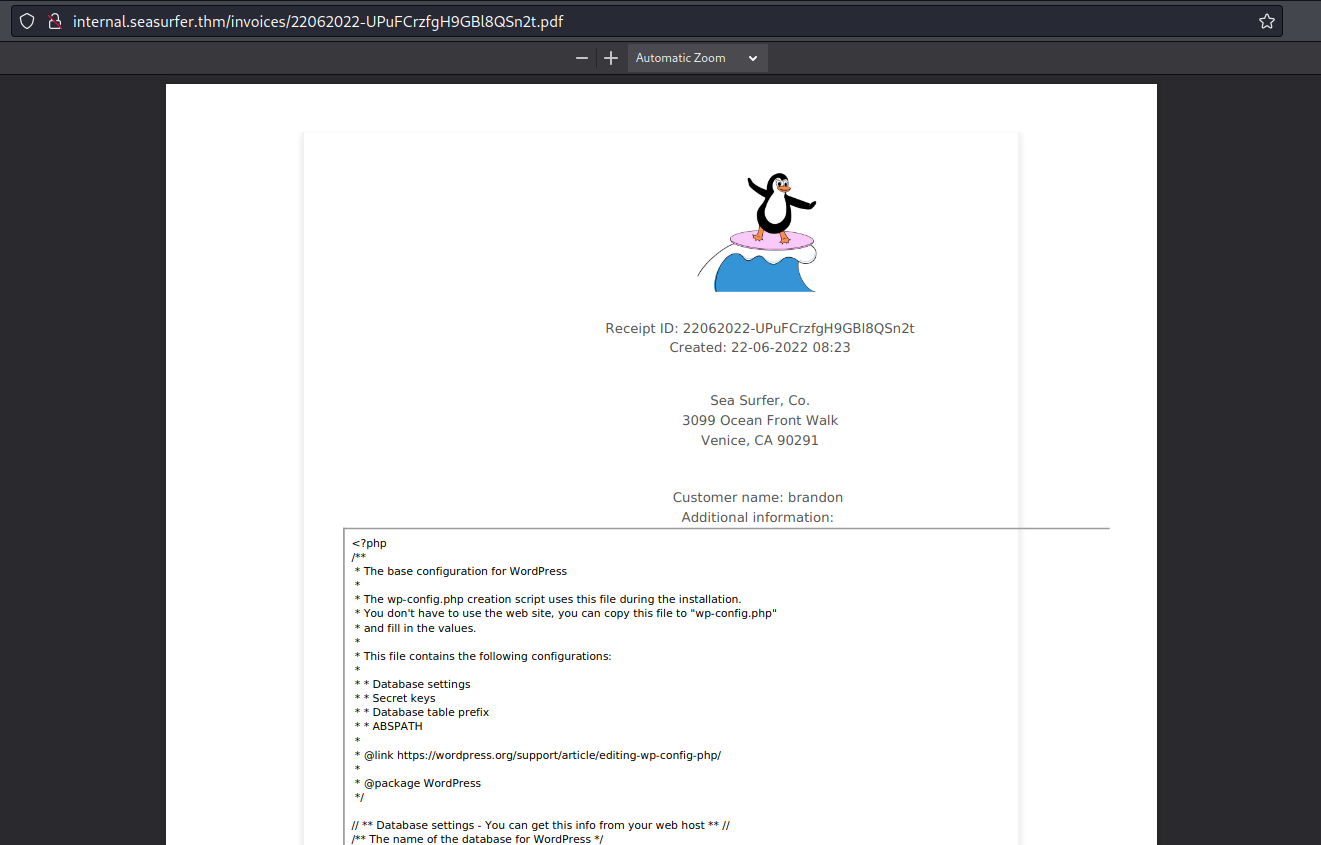 internal.seasurfer.thm/invoices/22062022-UPuFCrzfgH9GBl8QSn2t.pdf
Automatic Zoom
Receipt ID: 22062022-UPuFCrzfgH9GBl8QSn2t
Created: 22-06-2022 08:23
Sea Surfer, Co.
3099 Ocean Front Walk
Venice, CA 90291
Customer name: brandon
Additional information:
<?php
/**
* The base configuration for WordPress
*
* The wp-config.php creation script uses this file during the installation.
* You don't have to use the web site, you can copy this file to "wp-config.php"
* and fill in the values.
*
* This file contains the following configurations:
*
* * Database settings
* * Secret keys
* * Database table prefix
* * ABSPATH
*
* @link https://wordpress.org/support/article/editing-wp-config-php/
*
* @package WordPress
*/
// ** Database settings - You can get this info from your web host ** //
/** The name of the database for WordPress */